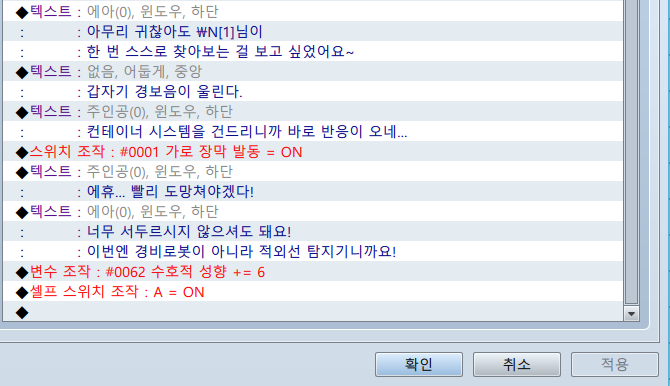 ◆텍스트 : 에아(0), 윈도우, 하단
: : 아무리 귀찮아도 ₩N[1]님이
: : 한 번 스스로 찾아보는 걸 보고 싶었어요~
◆텍스트 : 없음, 어둡게, 중앙
: : 갑자기 경보음이 울린다.
◆텍스트 : 주인공(0), 윈도우, 하단
: : 컨테이너 시스템을 건드리니까 바로 반응이 오네...
◆스위치 조작 : #0001 가로 장막 발동 = ON
◆텍스트 : 주인공(0), 윈도우, 하단
: : 에휴... 빨리 도망쳐야겠다!
◆텍스트 : 에아(0), 윈도우, 하단
: : 너무 서두르시지 않으셔도 돼요!
: : 이번엔 경비로봇이 아니라 적외선 탐지기니까요!
◆변수 조작 : #0062 수호적 성향 += 6
◆셀프 스위치 조작 : A = ON
◆
확인 취소 적용